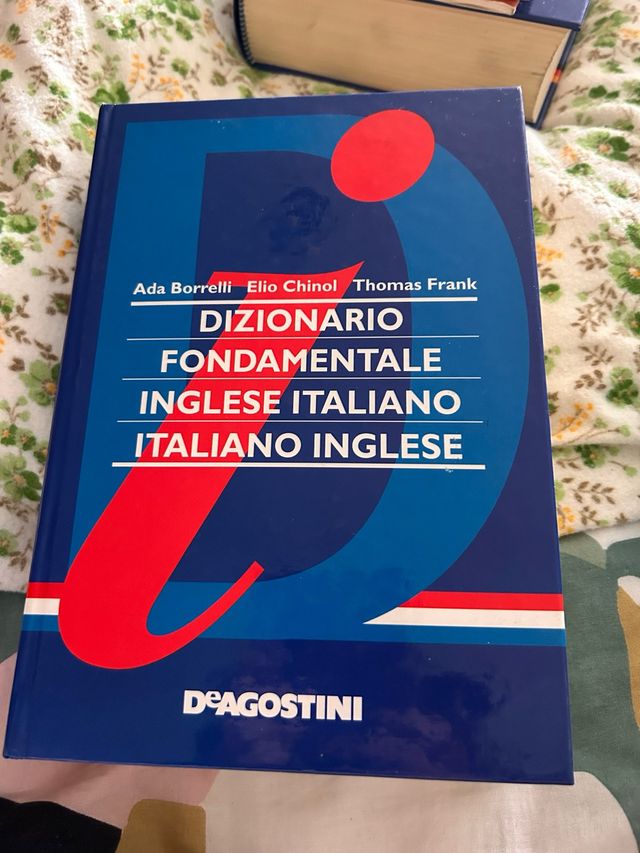 Ada Borrelli Elio Chinol Thomas Frank
DIZIONARIO
FONDAMENTALE
INGLESE ITALIANO
ITALIANO INGLESE
DeAGOSTINI